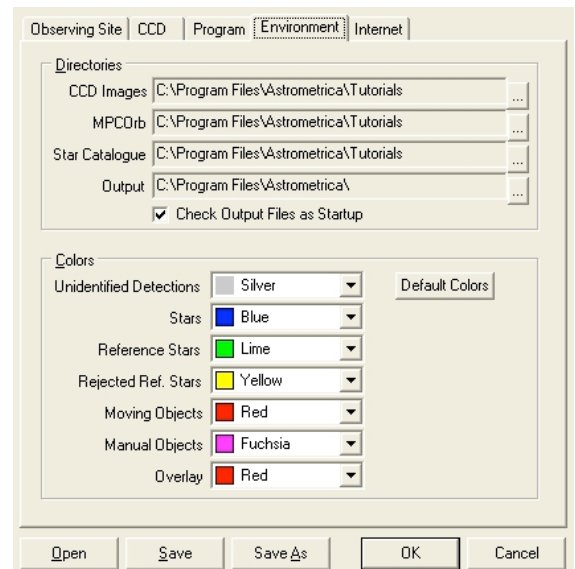 Observing Site CCD Program Environment Internet
Directories
CCD Images C:\Program Files\Astrometrica\Tutorials ...
MPCOrb C:\Program Files\Astrometrica\Tutorials ...
Star Catalogue C:\Program Files\Astrometrica\Tutorials ...
Output C:\Program Files\Astrometrica\ ...
Check Output Files as Startup
Colors
Unidentified Detections Silver Default Colors
Stars Blue
Reference Stars Lime
Rejected Ref. Stars Yellow
Moving Objects Red
Manual Objects Fuchsia
Overlay Red
Open Save Save As OK Cancel